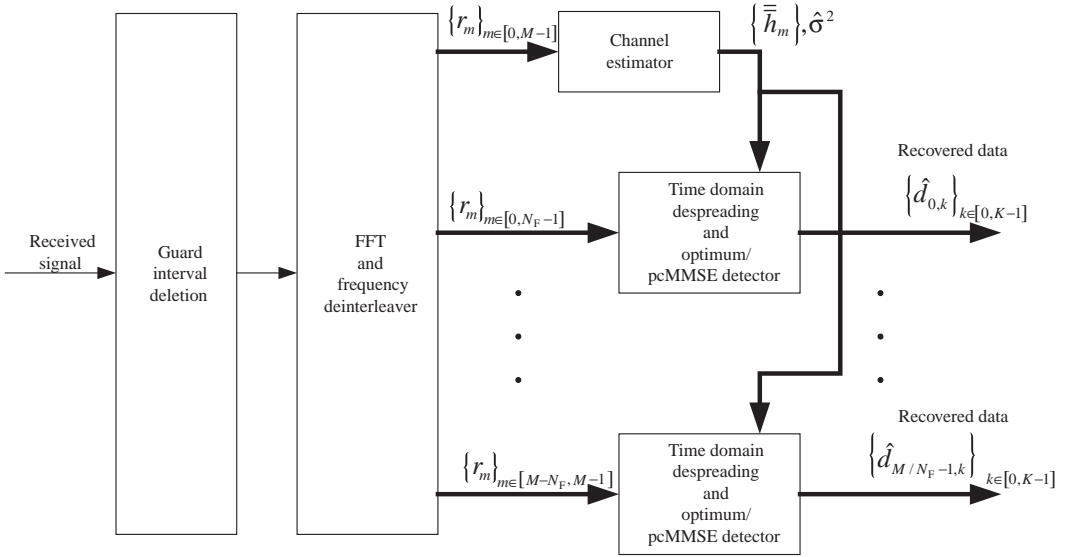 {r_m}_{m∈[0,M−1]}
Channel
estimator
{h̿_m},σ̂^2
Received
signal
Guard
interval
deletion
FFT
and
frequency
deinterleaver
{r_m}_{m∈[0,N_F−1]}
Time domain
despreading
and
optimum/
pcMMSE detector
Recovered data
{d̂_{0,k}}_{k∈[0,K−1]}
{r_m}_{m∈[M−N_F,M−1]}
Time domain
despreading
and
optimum/
pcMMSE detector
Recovered data
{d̂_{M/N_F−1,k}}_{k∈[0,K−1]}